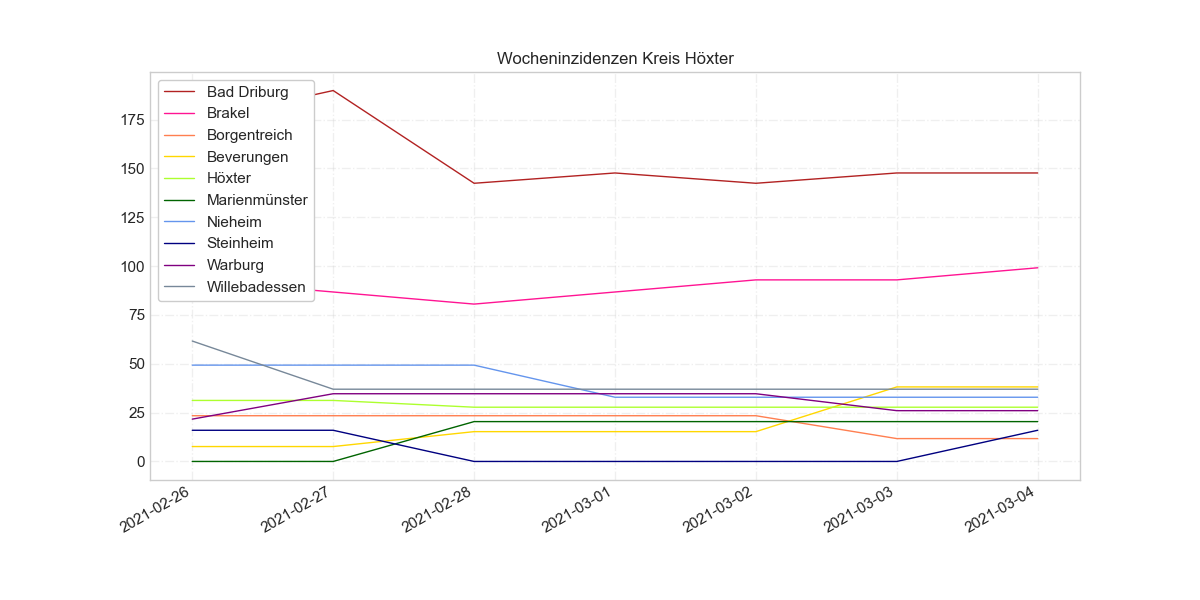 Wocheninzidenzen Kreis Höxter
Bad Driburg
Brakel
Borgentreich
Beverungen
Höxter
Marienmünster
Nieheim
Steinheim
Warburg
Willebadessen
175
150
125
100
75
50
25
0
2021-02-26
2021-02-27
2021-02-28
2021-03-01
2021-03-02
2021-03-03
2021-03-04